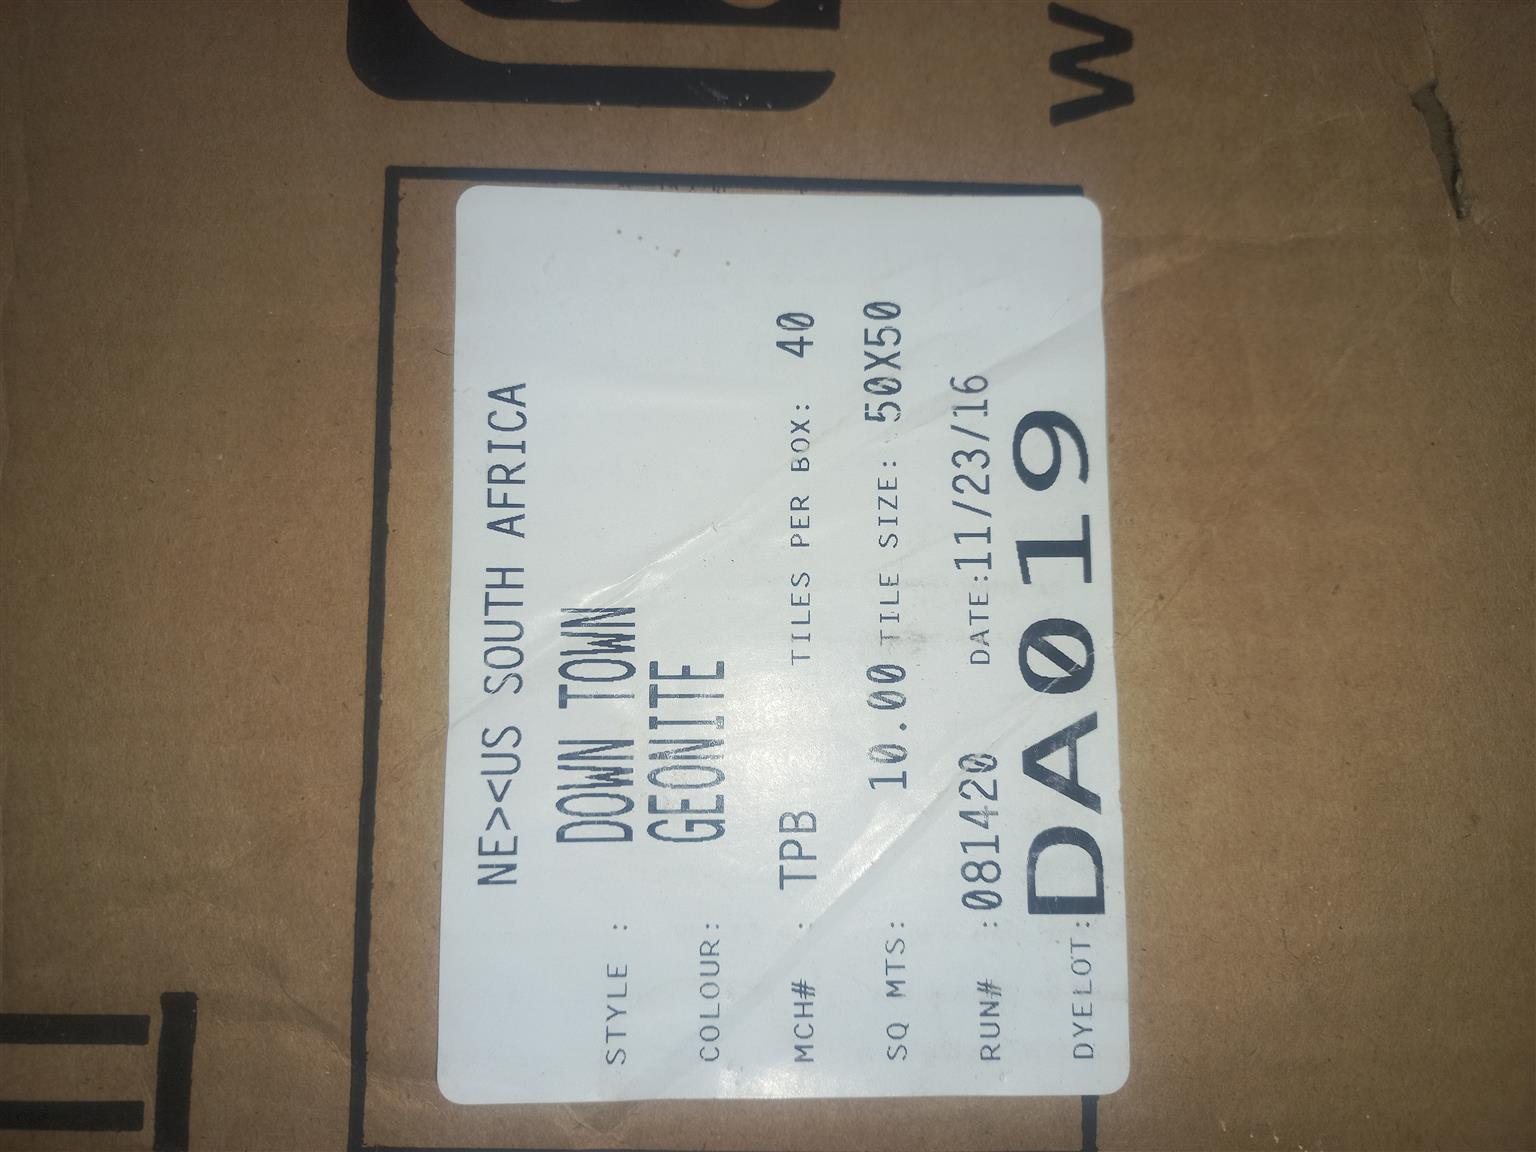 NE><US SOUTH AFRICA
STYLE : DOWN TOWN
COLOUR: GEONITE
MCH# : TPB TILES PER BOX: 40
SQ MTS: 10.00 TILE SIZE: 50X50
RUN# :081420 DATE:11/23/16
DYELOT: DA019
W